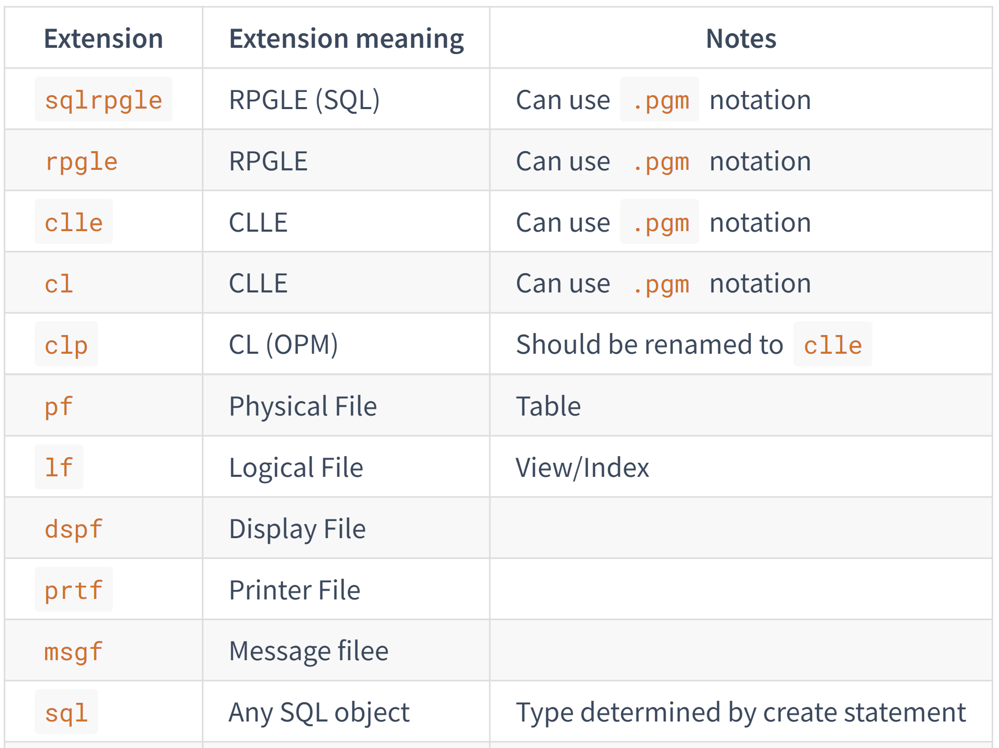 Extension Extension meaning Notes
sqlrpgle RPGLE (SQL) Can use .pgm notation
rpgle RPGLE Can use .pgm notation
clle CLLE Can use .pgm notation
cl CLLE Can use .pgm notation
clp CL (OPM) Should be renamed to clle
pf Physical File Table
lf Logical File View/Index
dspf Display File
prtf Printer File
msgf Message filee
sql Any SQL object Type determined by create statement